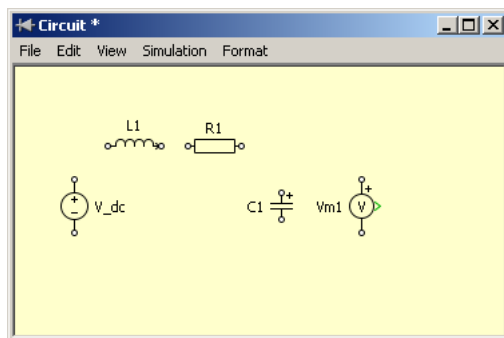 Circuit *
File Edit View Simulation Format
L1 R1
V_dc C1 Vm1 V